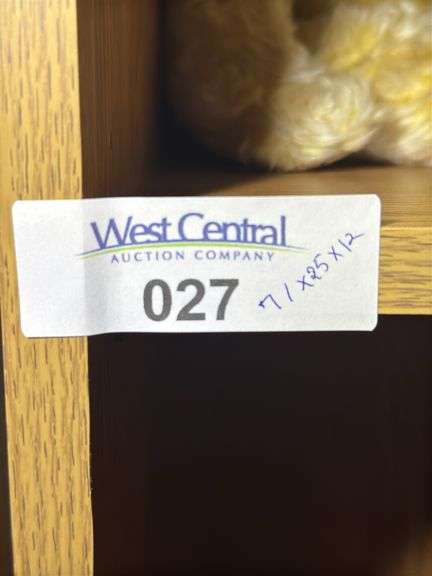 West Central
AUCTION COMPANY
027
71x25x12